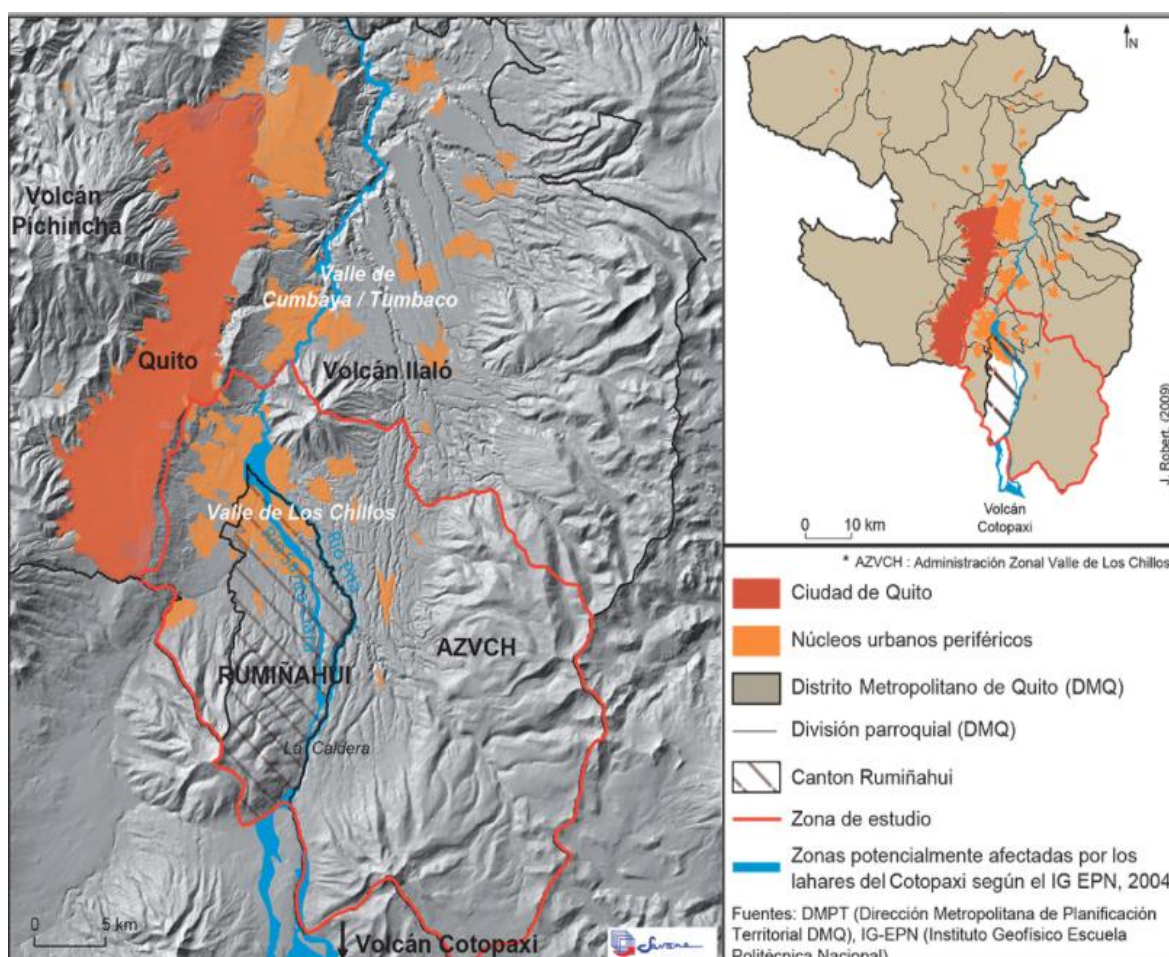 N
Volcán
Pichincha
Valle de
Cumbaya / Tumbaco
Quito
Volcán Ilaló
Valle de Los Chillos
Río Pita
RUMIÑAHUI
AZVCH
La Caldera
0 5 km
Volcán Cotopaxi
Savane
N
Volcán
Cotopaxi
0 10 km
J. Robert, (2009)
* AZVCH : Administración Zonal Valle de Los Chillos
Ciudad de Quito
Núcleos urbanos periféricos
Distrito Metropolitano de Quito (DMQ)
División parroquial (DMQ)
Canton Rumiñahui
Zona de estudio
Zonas potencialmente afectadas por los
lahares del Cotopaxi según el IG EPN, 2004
Fuentes: DMPT (Dirección Metropolitana de Planificación
Territorial DMQ), IG-EPN (Instituto Geofísico Escuela
Politécnica Nacional)